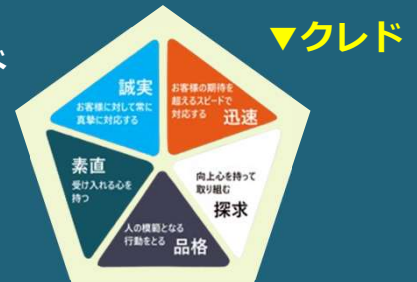 ▼クレド
誠実
お客様に対して常に
真摯に対応する
お客様の期待を
超えるスピードで
対応する
迅速
素直
受け入れる心を
持つ
向上心を持って
取り組む
探求
人の模範となる
行動をとる
品格